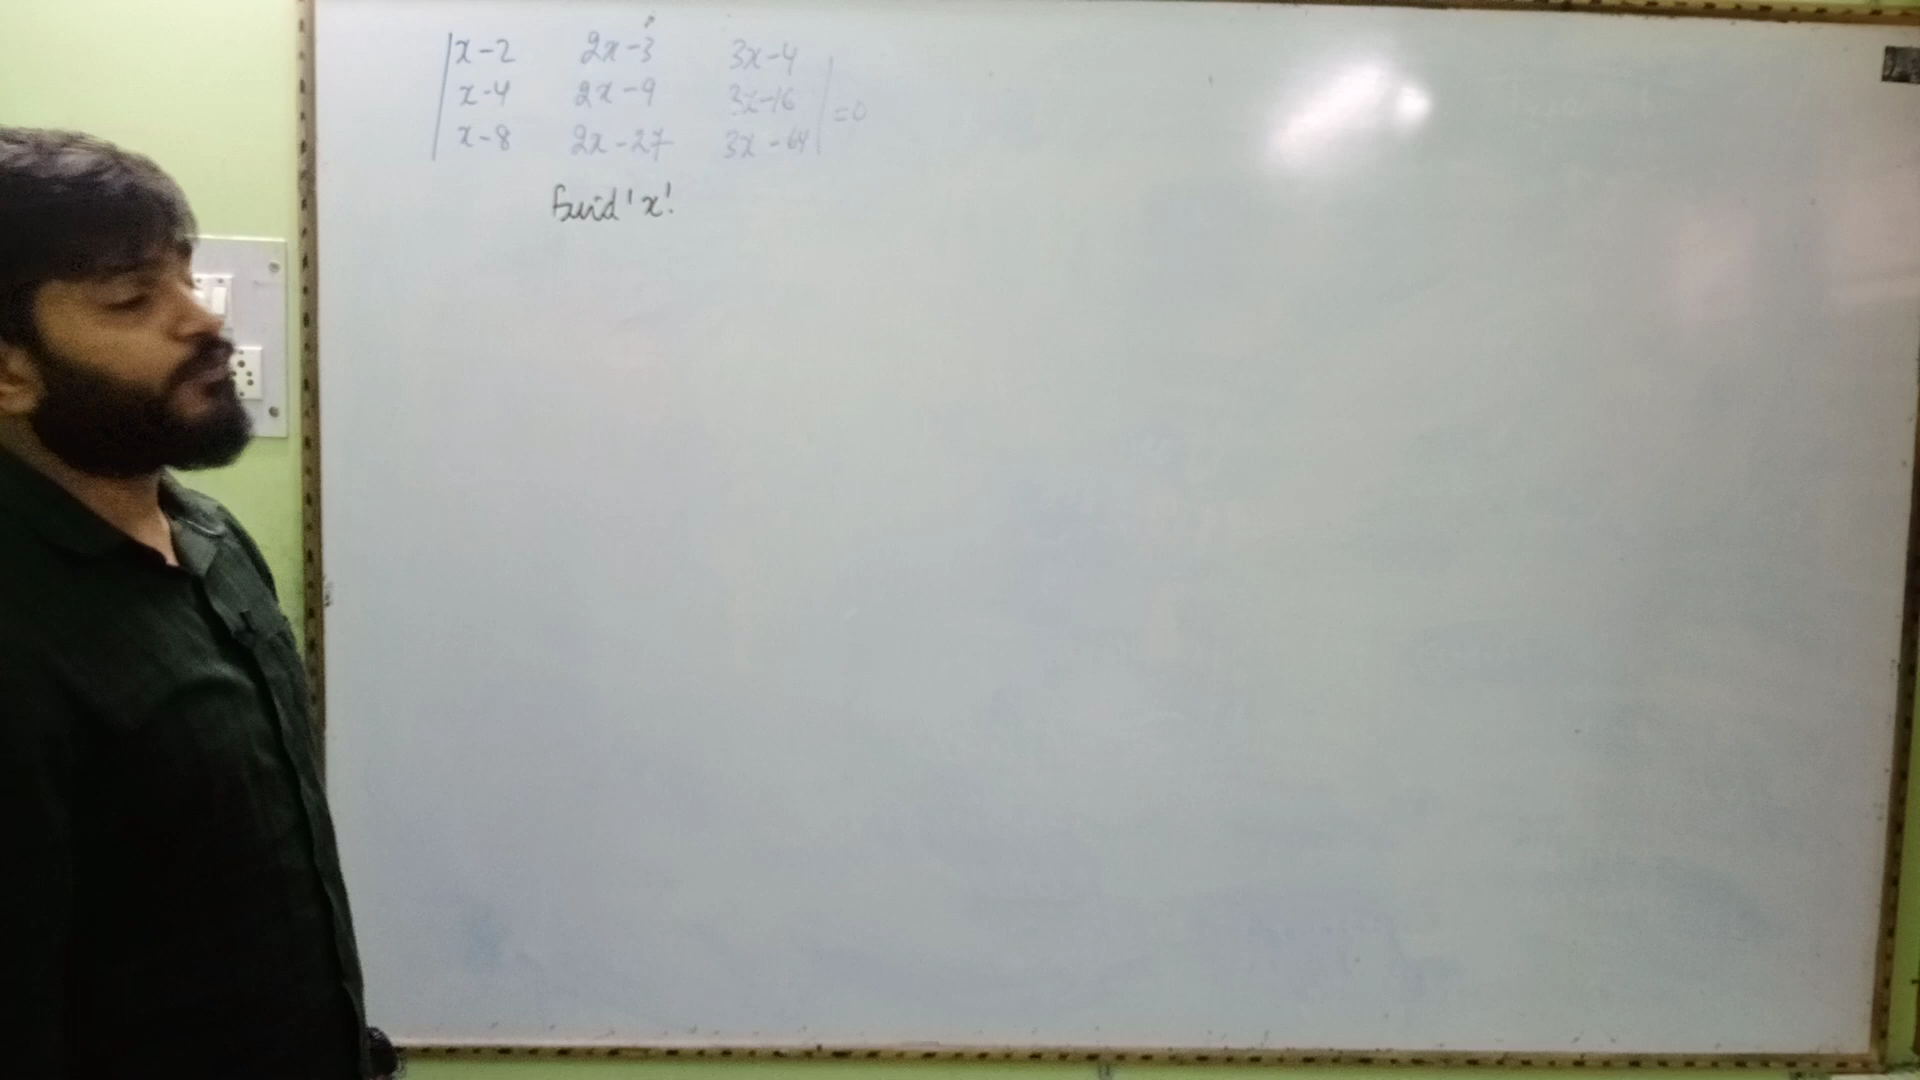 |x-2 2x-3 3x-4|
|x-4 2x-9 3x-16| =0
|x-8 2x-27 3x-64|
Find 'x'.